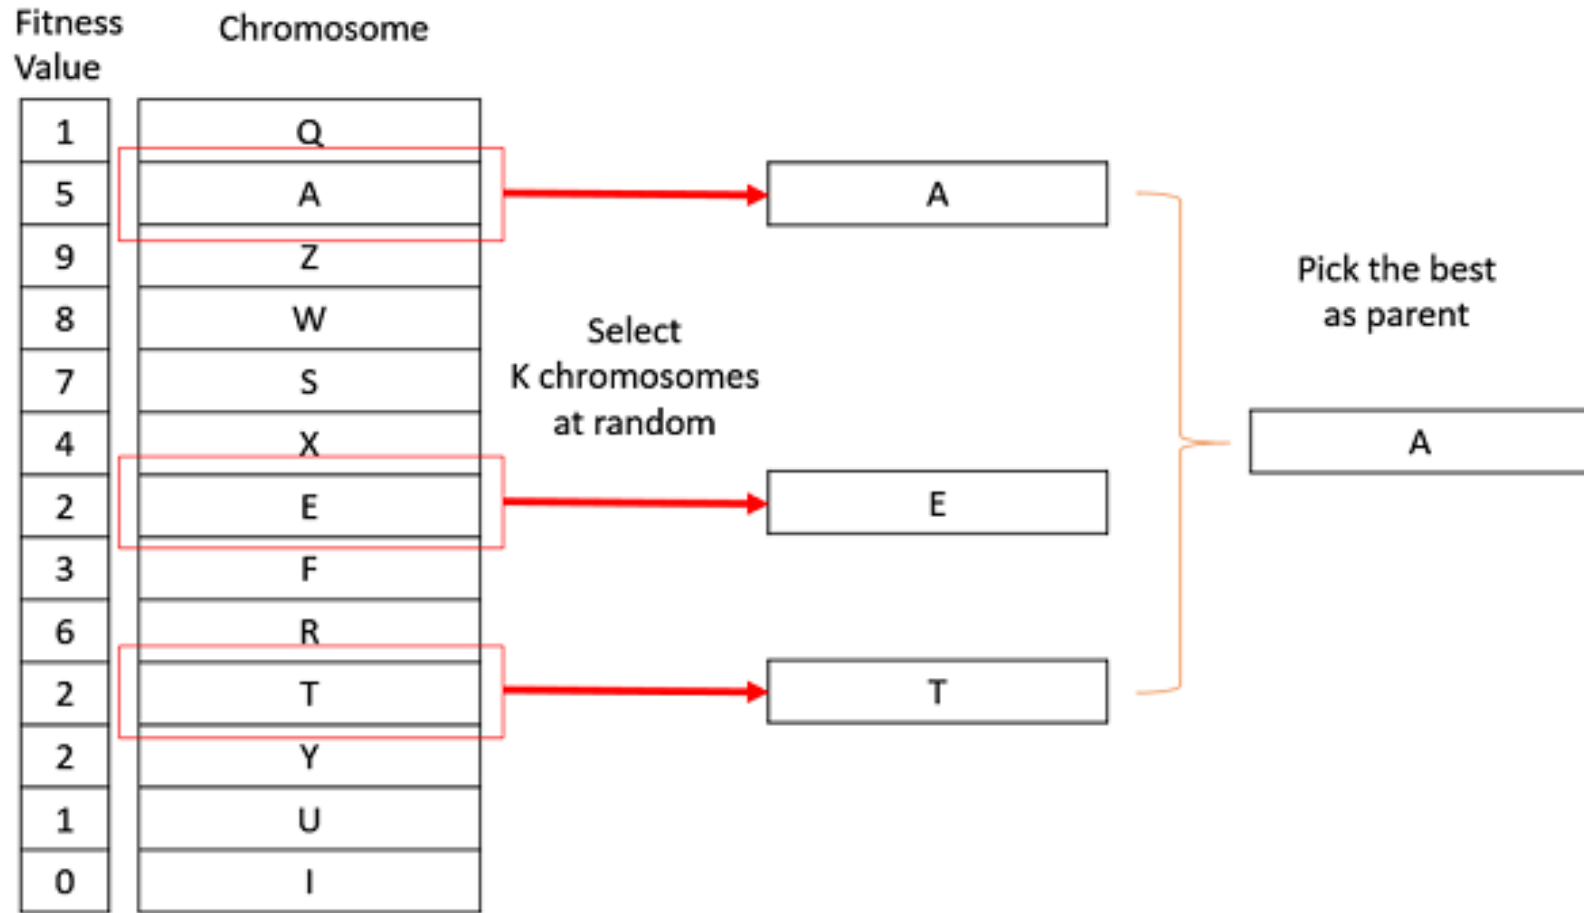 Fitness
Value
Chromosome
1 Q
5 A
A
9 Z
8 W
7 S
4 X
2 E
3 F
6 R
2 T
2 Y
1 U
0 I
Select
K chromosomes
at random
E
T
Pick the best
as parent
A